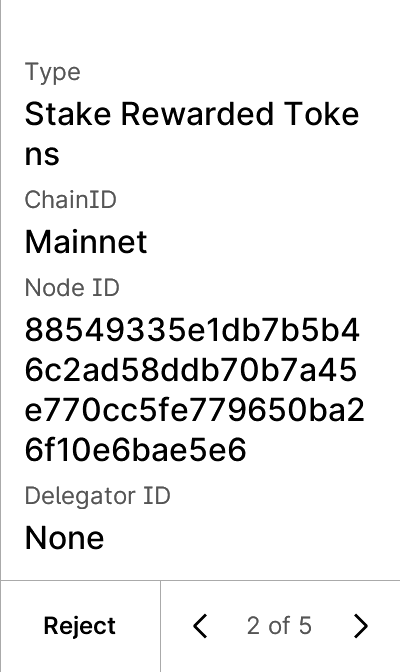 Type
Stake Rewarded Toke
ns
ChainID
Mainnet
Node ID
88549335e1db7b5b4
6c2ad58ddb70b7a45
e770cc5fe779650ba2
6f10e6bae5e6
Delegator ID
None
Reject
2 of 5